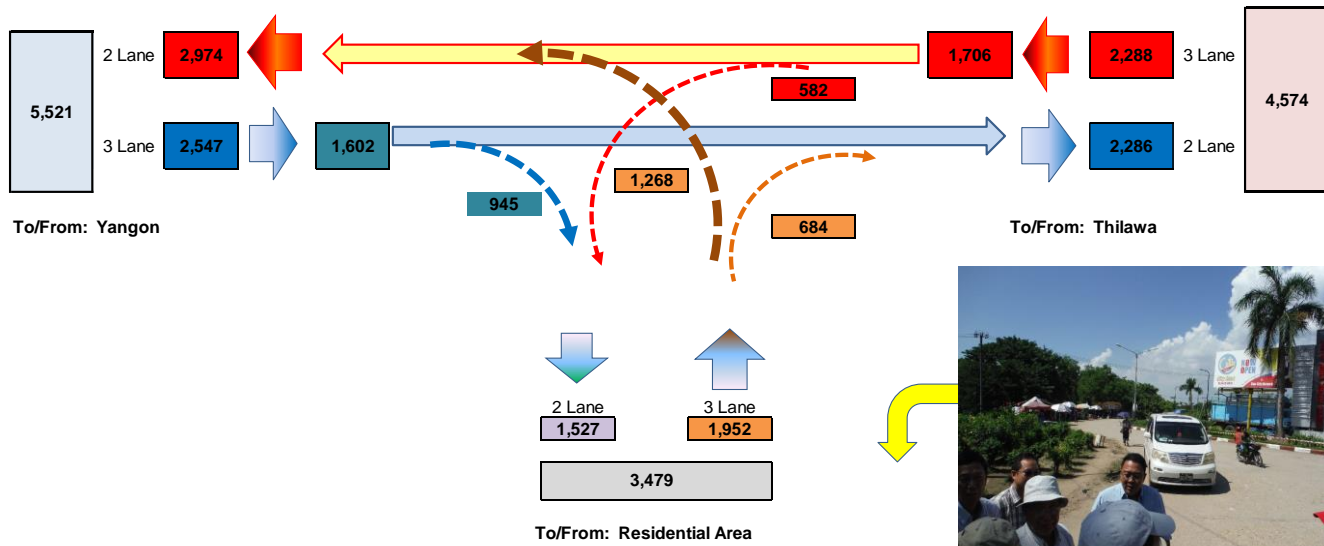 2 Lane 2,974 1,706 2,288 3 Lane
582
5,521 4,574
3 Lane 2,547 1,602 2,286 2 Lane
1,268
945
684
To/From: Yangon To/From: Thilawa
2 Lane 3 Lane
1,527 1,952
3,479
To/From: Residential Area
OPEN